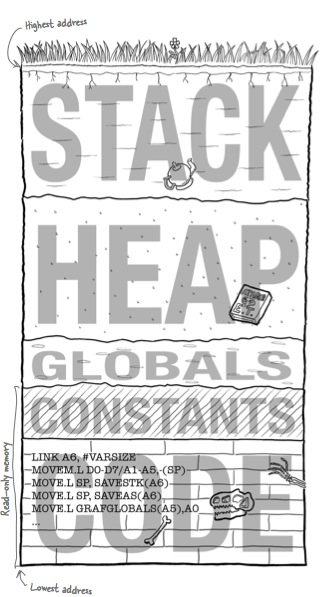 Highest address
STACK
HEAP
GLOBALS
CONSTANTS
Read-only memory
CODE
LINK A6, #VARSIZE
MOVEM.L D0-D7/A1-A5,-(SP)
MOVE.L SP, SAVESTK(A6)
MOVE.L SP, SAVEAS(A6)
MOVE.L GRAFGLOBALS(A5),A0
...
Lowest address